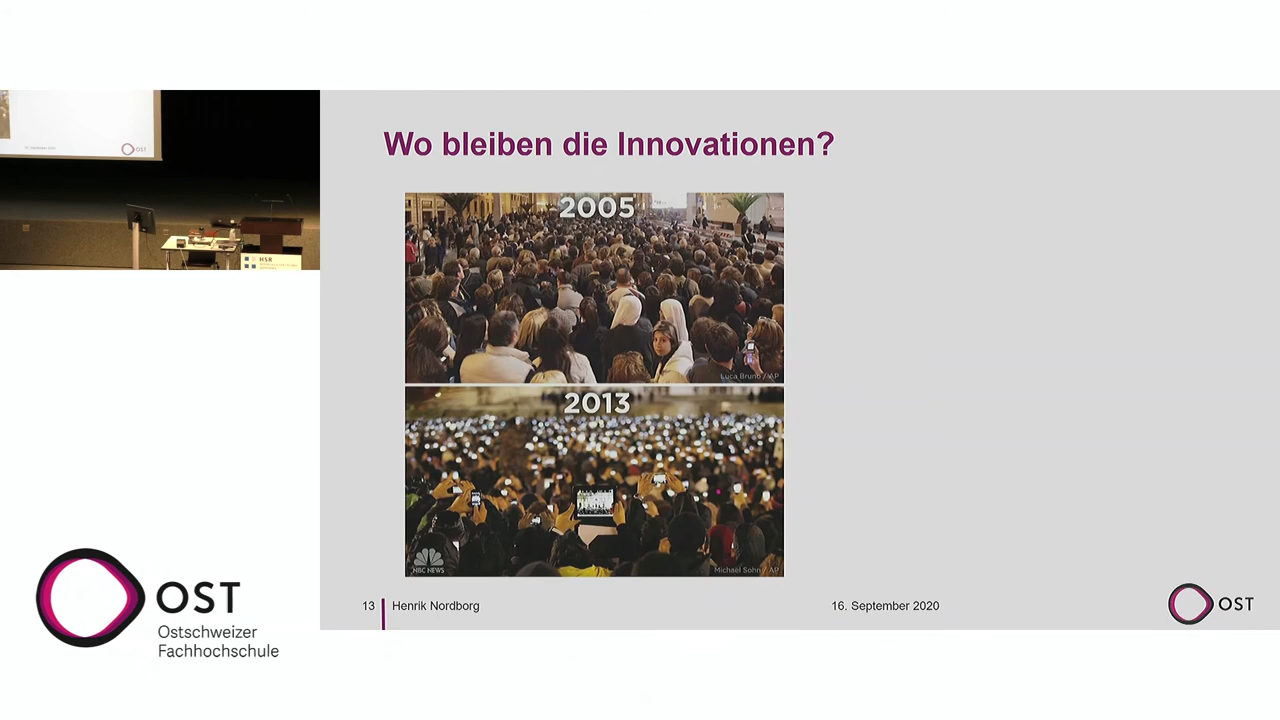 Wo bleiben die Innovationen?
2005
Luca Bruno / AP
2013
NBC NEWS
Michael Sohn / AP
13
Henrik Nordborg
16. September 2020
OST
OST
HSR
OST
Ostschweizer
Fachhochschule